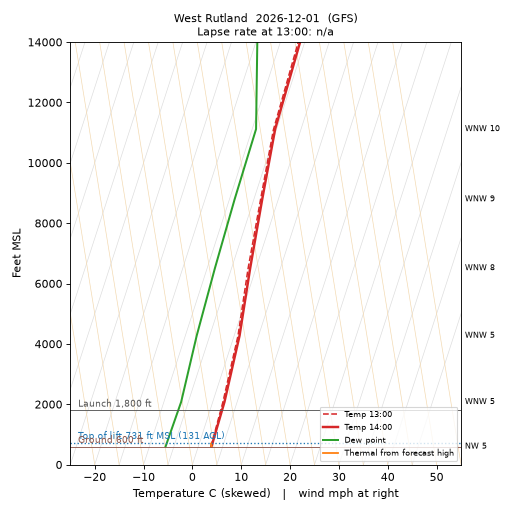 West Rutland  2026-12-01  (GFS)
Lapse rate at 13:00: n/a
14000
12000
10000
8000
6000
4000
2000
0
Feet MSL
WNW 10
WNW 9
WNW 8
WNW 5
WNW 5
NW 5
Launch 1,800 ft
Top of lift 731 ft MSL (131 AGL)
Ground 600 ft
Temp 13:00
Temp 14:00
Dew point
Thermal from forecast high
−20
−10
0
10
20
30
40
50
Temperature C (skewed)   |   wind mph at right